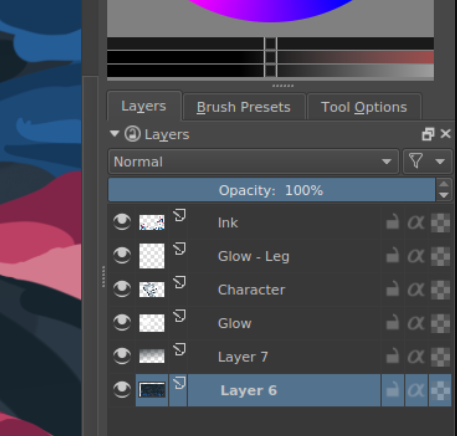 Layers Brush Presets Tool Options
Layers
Normal
Opacity: 100%
Ink
Glow - Leg
Character
Glow
Layer 7
Layer 6